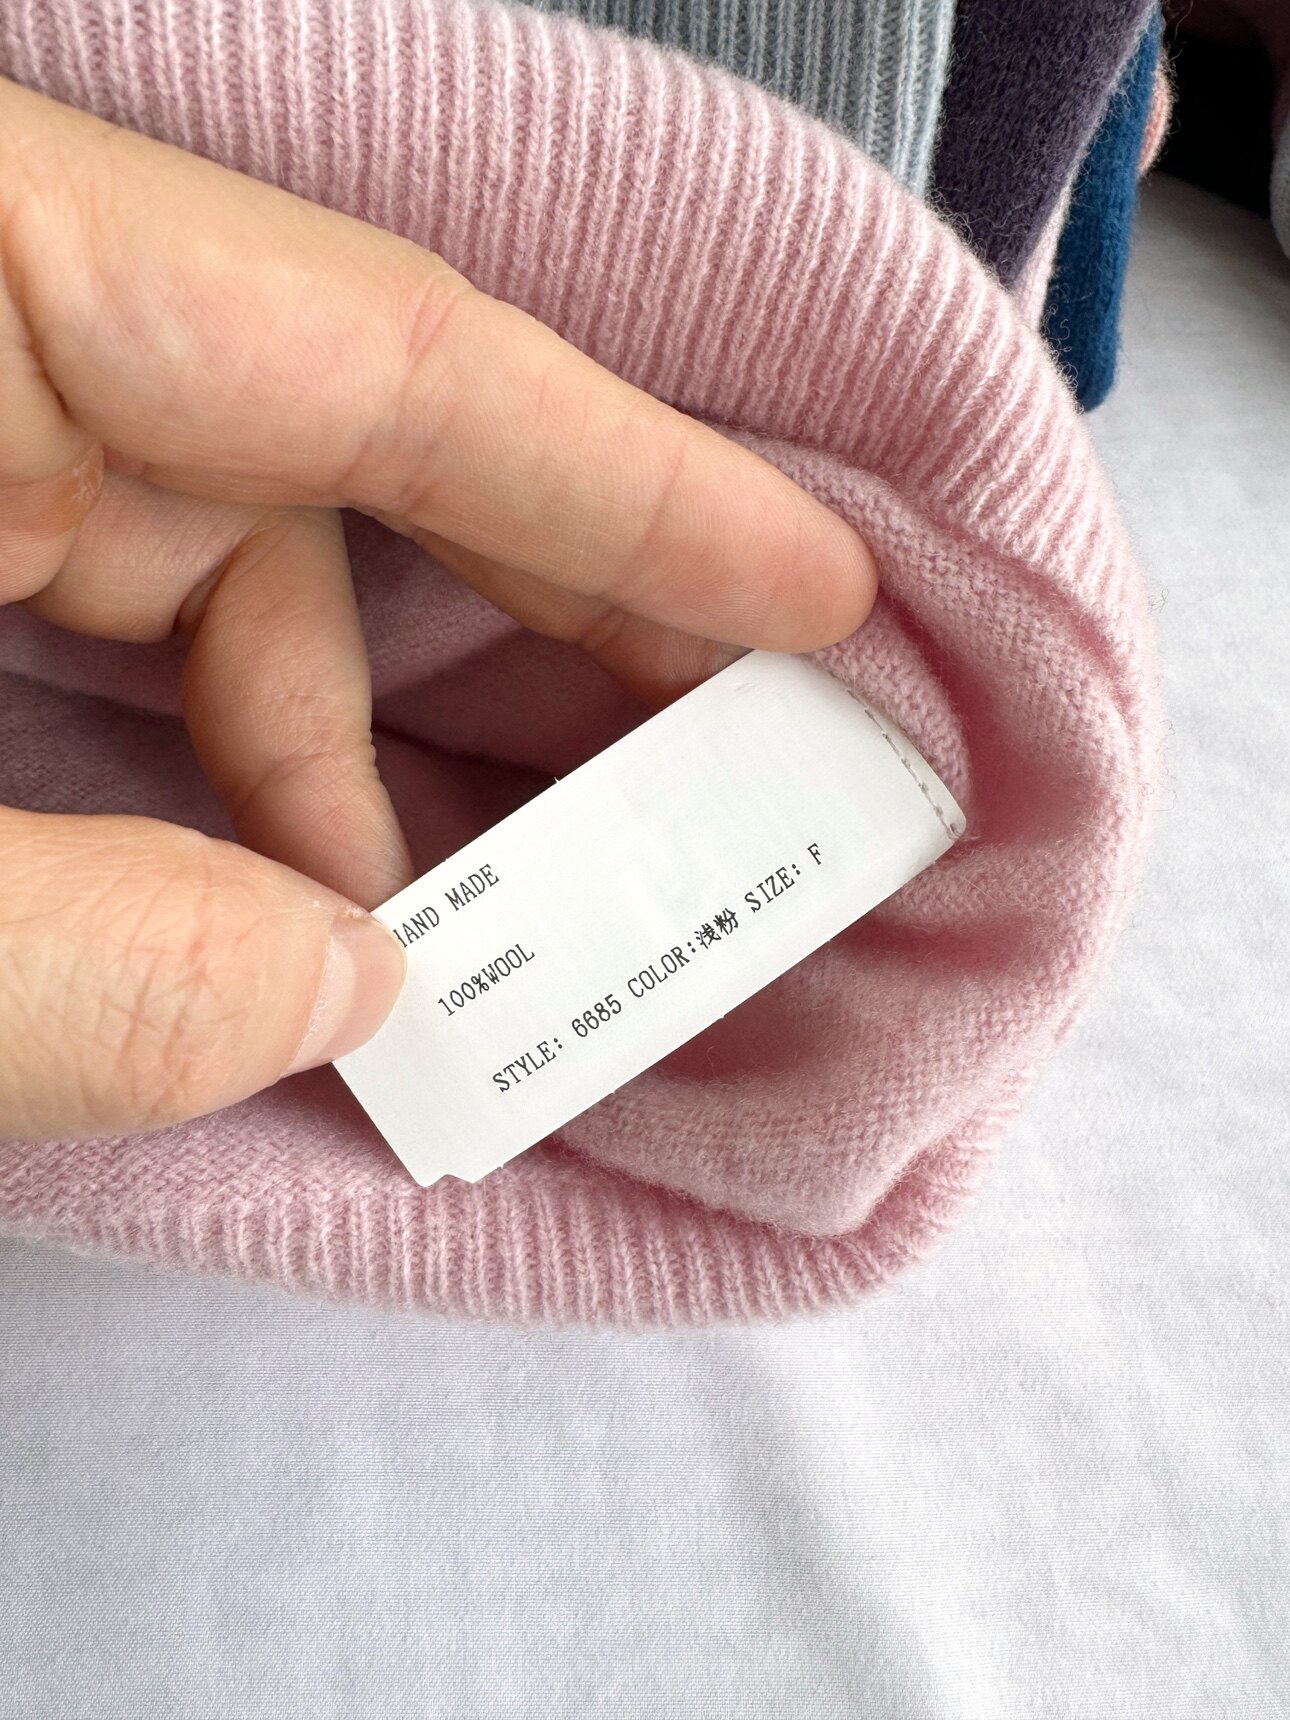 HAND MADE
100%WOOL
STYLE: 6685 COLOR:浅粉 SIZE: F